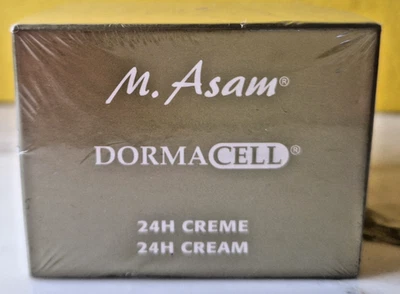 M. Asam®
DORMACELL®
24H CREME
24H CREAM